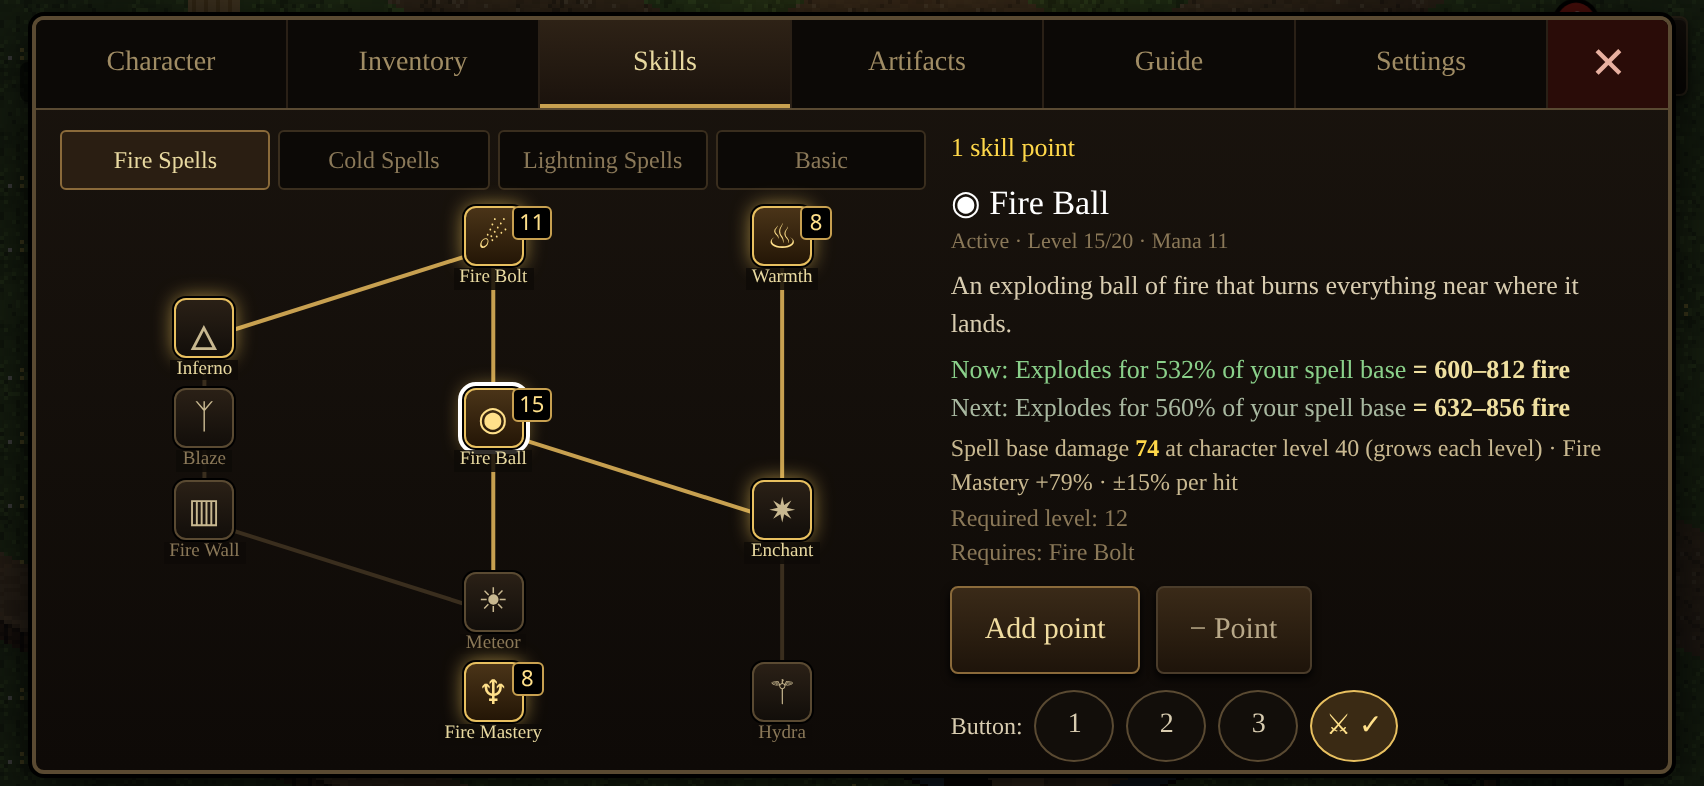 Character Inventory Skills Artifacts Guide Settings ✕
Fire Spells Cold Spells Lightning Spells Basic
11
Fire Bolt
8
Warmth
Inferno
Blaze
15
Fire Ball
Fire Wall
Enchant
Meteor
8
Fire Mastery
Hydra
1 skill point
◉ Fire Ball
Active · Level 15/20 · Mana 11
An exploding ball of fire that burns everything near where it
lands.
Now: Explodes for 532% of your spell base = 600–812 fire
Next: Explodes for 560% of your spell base = 632–856 fire
Spell base damage 74 at character level 40 (grows each level) · Fire
Mastery +79% · ±15% per hit
Required level: 12
Requires: Fire Bolt
Add point − Point
Button: 1 2 3 ⚔ ✓